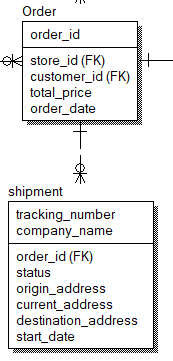 Order
order_id
store_id (FK)
customer_id (FK)
total_price
order_date
shipment
tracking_number
company_name
order_id (FK)
status
origin_address
current_address
destination_address
start_date